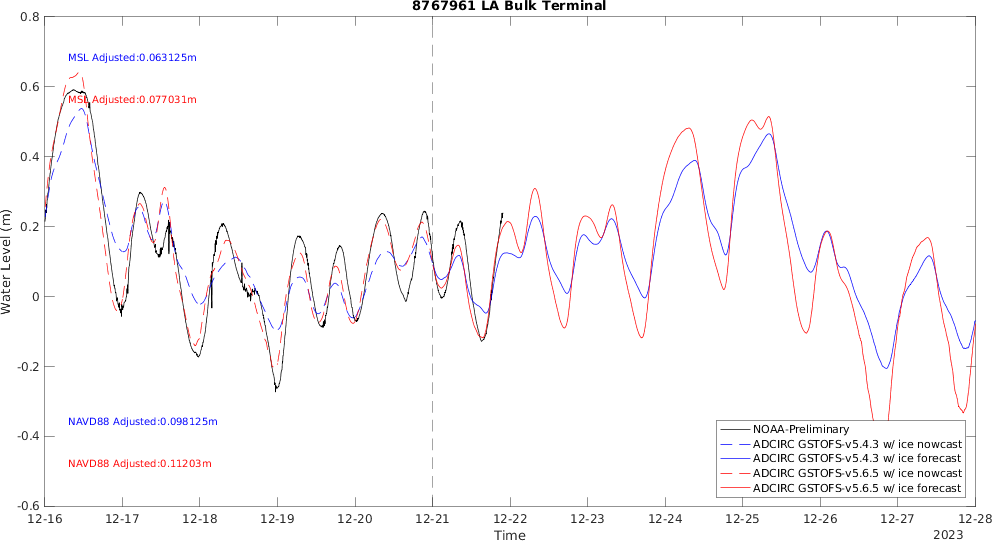 8767961 LA Bulk Terminal
MSL Adjusted:0.063125m
MSL Adjusted:0.077031m
NAVD88 Adjusted:0.098125m
NAVD88 Adjusted:0.11203m
Water Level (m)
0.8
0.6
0.4
0.2
0
-0.2
-0.4
-0.6
NOAA-Preliminary
ADCIRC GSTOFS-v5.4.3 w/ ice nowcast
ADCIRC GSTOFS-v5.4.3 w/ ice forecast
ADCIRC GSTOFS-v5.6.5 w/ ice nowcast
ADCIRC GSTOFS-v5.6.5 w/ ice forecast
12-16 12-17 12-18 12-19 12-20 12-21 12-22 12-23 12-24 12-25 12-26 12-27 12-28
Time
2023